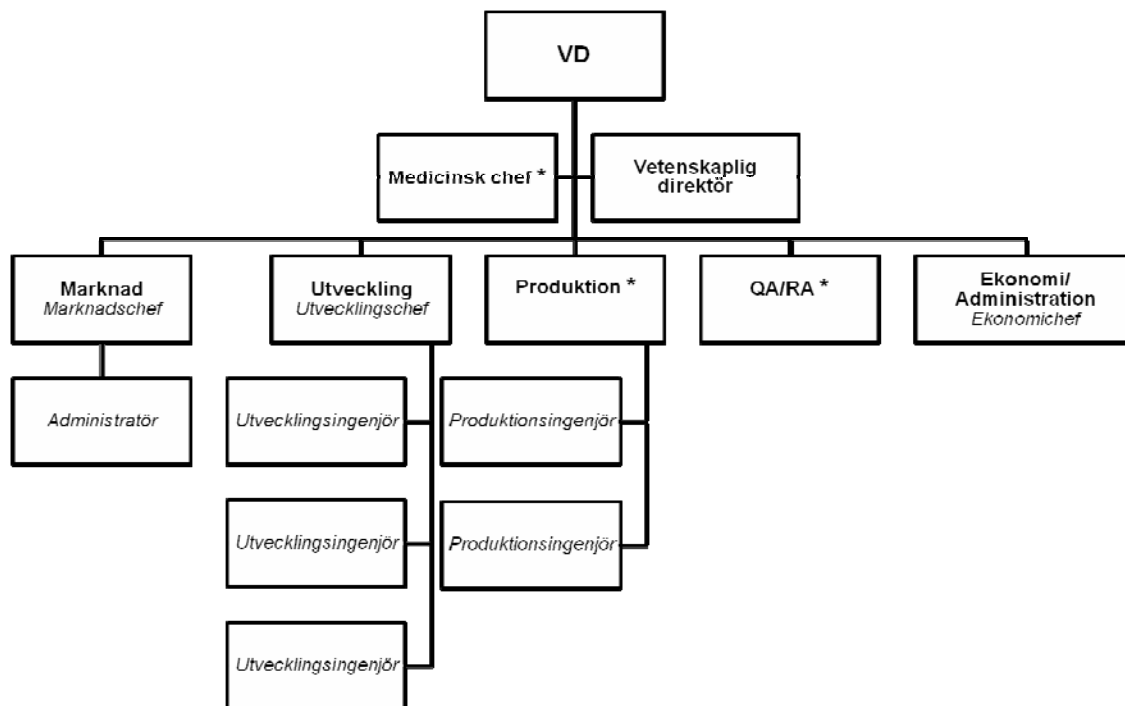 VD
Medicinsk chef *
Vetenskaplig
direktör
Marknad
Marknadschef
Utveckling
Utvecklingschef
Produktion *
QA/RA *
Ekonomi/
Administration
Ekonomichef
Administratör
Utvecklingsingenjör
Produktionsingenjör
Utvecklingsingenjör
Produktionsingenjör
Utvecklingsingenjör